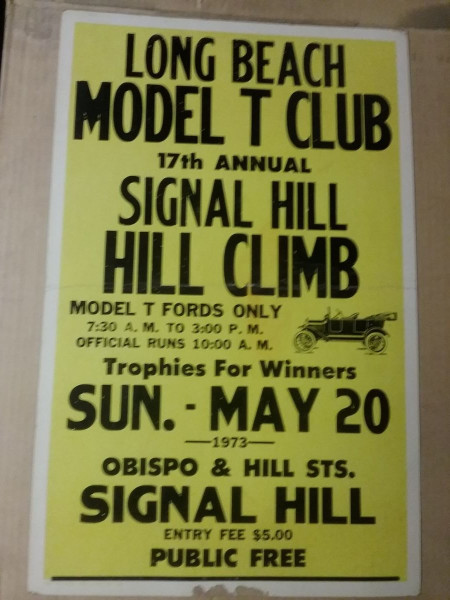 LONG BEACH
MODEL T CLUB
17th ANNUAL
SIGNAL HILL
HILL CLIMB
MODEL T FORDS ONLY
7:30 A. M. TO 3:00 P. M.
OFFICIAL RUNS 10:00 A. M.
Trophies For Winners
SUN. - MAY 20
—1973—
OBISPO & HILL STS.
SIGNAL HILL
ENTRY FEE $5.00
PUBLIC FREE